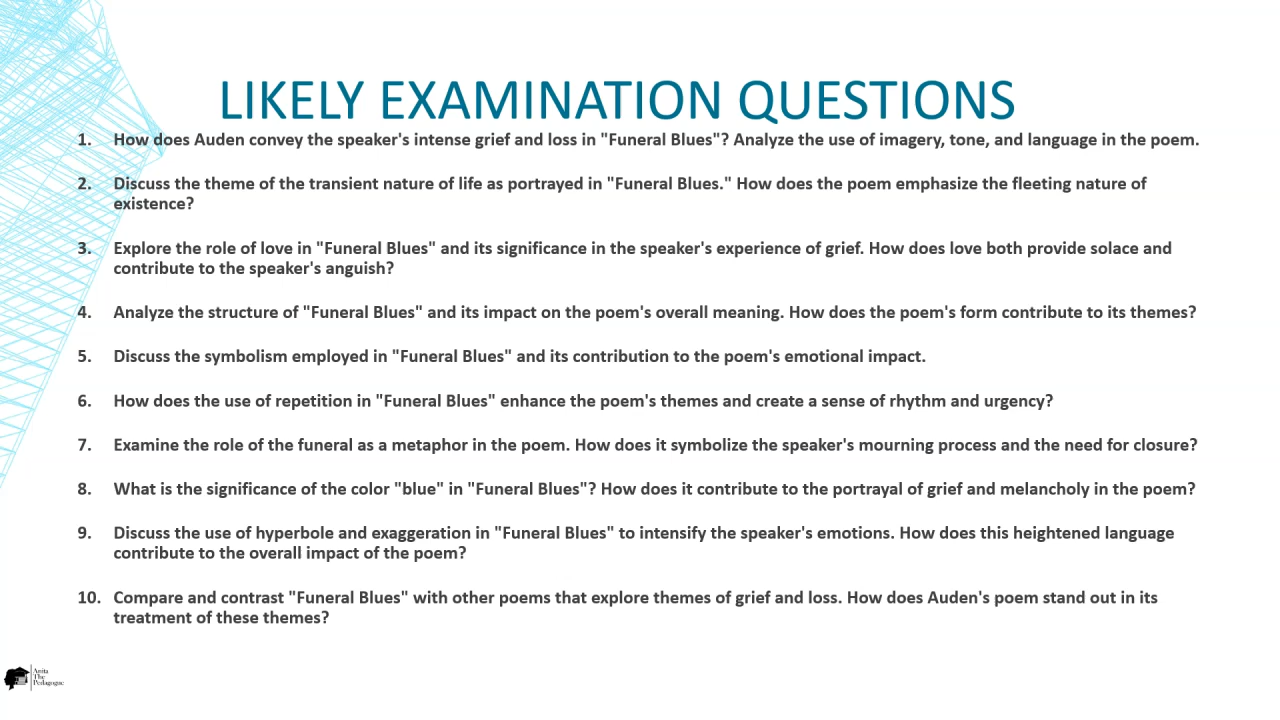 LIKELY EXAMINATION QUESTIONS
1. How does Auden convey the speaker's intense grief and loss in "Funeral Blues"? Analyze the use of imagery, tone, and language in the poem.
2. Discuss the theme of the transient nature of life as portrayed in "Funeral Blues." How does the poem emphasize the fleeting nature of
existence?
3. Explore the role of love in "Funeral Blues" and its significance in the speaker's experience of grief. How does love both provide solace and
contribute to the speaker's anguish?
4. Analyze the structure of "Funeral Blues" and its impact on the poem's overall meaning. How does the poem's form contribute to its themes?
5. Discuss the symbolism employed in "Funeral Blues" and its contribution to the poem's emotional impact.
6. How does the use of repetition in "Funeral Blues" enhance the poem's themes and create a sense of rhythm and urgency?
7. Examine the role of the funeral as a metaphor in the poem. How does it symbolize the speaker's mourning process and the need for closure?
8. What is the significance of the color "blue" in "Funeral Blues"? How does it contribute to the portrayal of grief and melancholy in the poem?
9. Discuss the use of hyperbole and exaggeration in "Funeral Blues" to intensify the speaker's emotions. How does this heightened language
contribute to the overall impact of the poem?
10. Compare and contrast "Funeral Blues" with other poems that explore themes of grief and loss. How does Auden's poem stand out in its
treatment of these themes?
Anita
The
Pedagogue